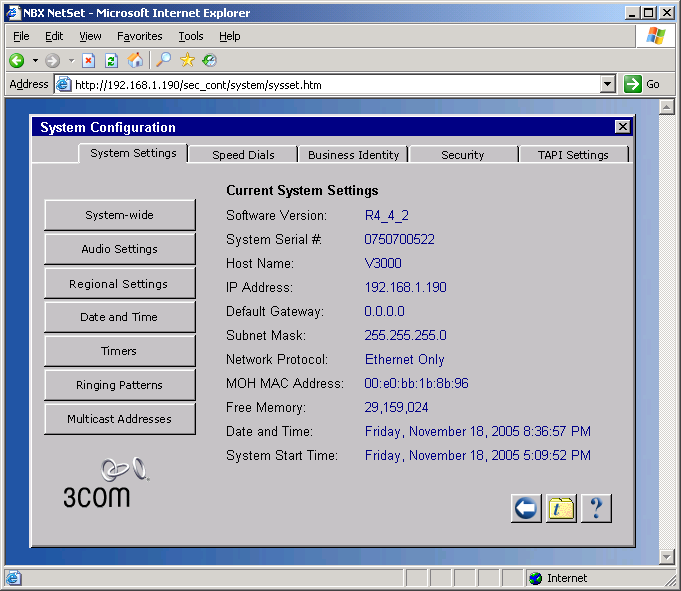 NBX NetSet - Microsoft Internet Explorer
File Edit View Favorites Tools Help
Address http://192.168.1.190/sec_cont/system/sysset.htm Go
System Configuration
System Settings Speed Dials Business Identity Security TAPI Settings
Current System Settings
System-wide
Audio Settings
Regional Settings
Date and Time
Timers
Ringing Patterns
Multicast Addresses
Software Version: R4_4_2
System Serial #: 0750700522
Host Name: V3000
IP Address: 192.168.1.190
Default Gateway: 0.0.0.0
Subnet Mask: 255.255.255.0
Network Protocol: Ethernet Only
MOH MAC Address: 00:e0:bb:1b:8b:96
Free Memory: 29,159,024
Date and Time: Friday, November 18, 2005 8:36:57 PM
System Start Time: Friday, November 18, 2005 5:09:52 PM
3COM
t ?
Internet